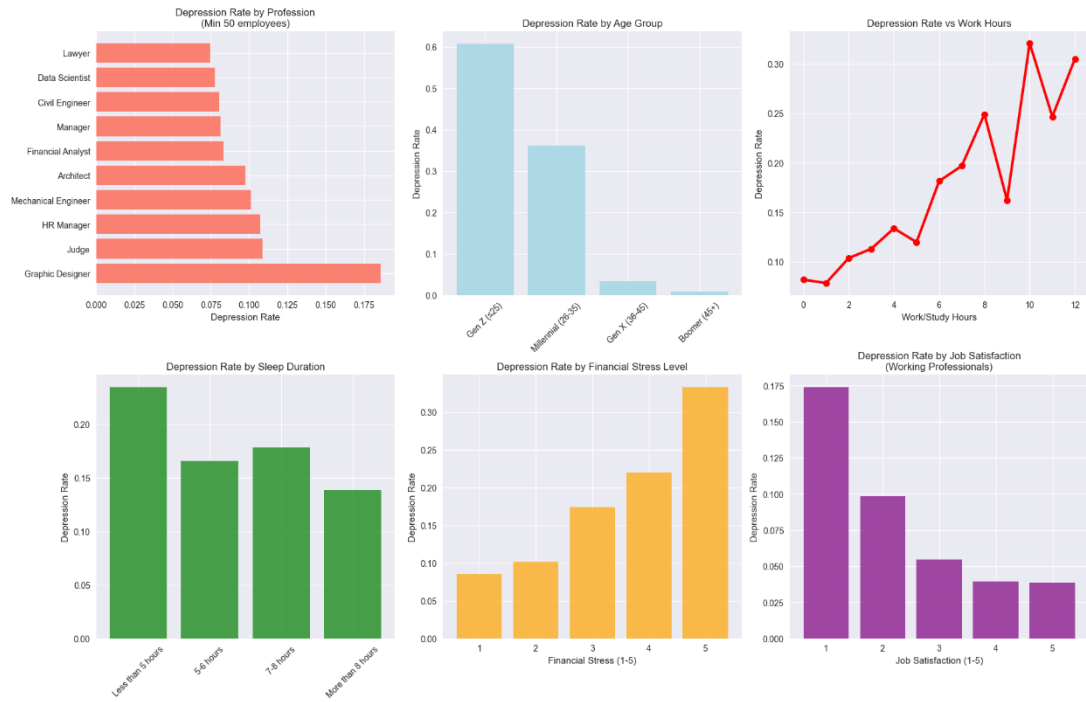 Depression Rate by Profession
(Min 50 employees)
Lawyer
Data Scientist
Civil Engineer
Manager
Financial Analyst
Architect
Mechanical Engineer
HR Manager
Judge
Graphic Designer
0.000 0.025 0.050 0.075 0.100 0.125 0.150 0.175
Depression Rate
Depression Rate by Age Group
Depression Rate
0.6
0.5
0.4
0.3
0.2
0.1
0.0
Gen Z (≤25)
Millennial (26-35)
Gen X (36-45)
Boomer (45+)
Depression Rate vs Work Hours
Depression Rate
0.30
0.25
0.20
0.15
0.10
0 2 4 6 8 10 12
Work/Study Hours
Depression Rate by Sleep Duration
Depression Rate
0.20
0.15
0.10
0.05
0.00
Less than 5 hours
5-6 hours
7-8 hours
More than 8 hours
Depression Rate by Financial Stress Level
Depression Rate
0.30
0.25
0.20
0.15
0.10
0.05
0.00
1 2 3 4 5
Financial Stress (1-5)
Depression Rate by Job Satisfaction
(Working Professionals)
Depression Rate
0.175
0.150
0.125
0.100
0.075
0.050
0.025
0.000
1 2 3 4 5
Job Satisfaction (1-5)